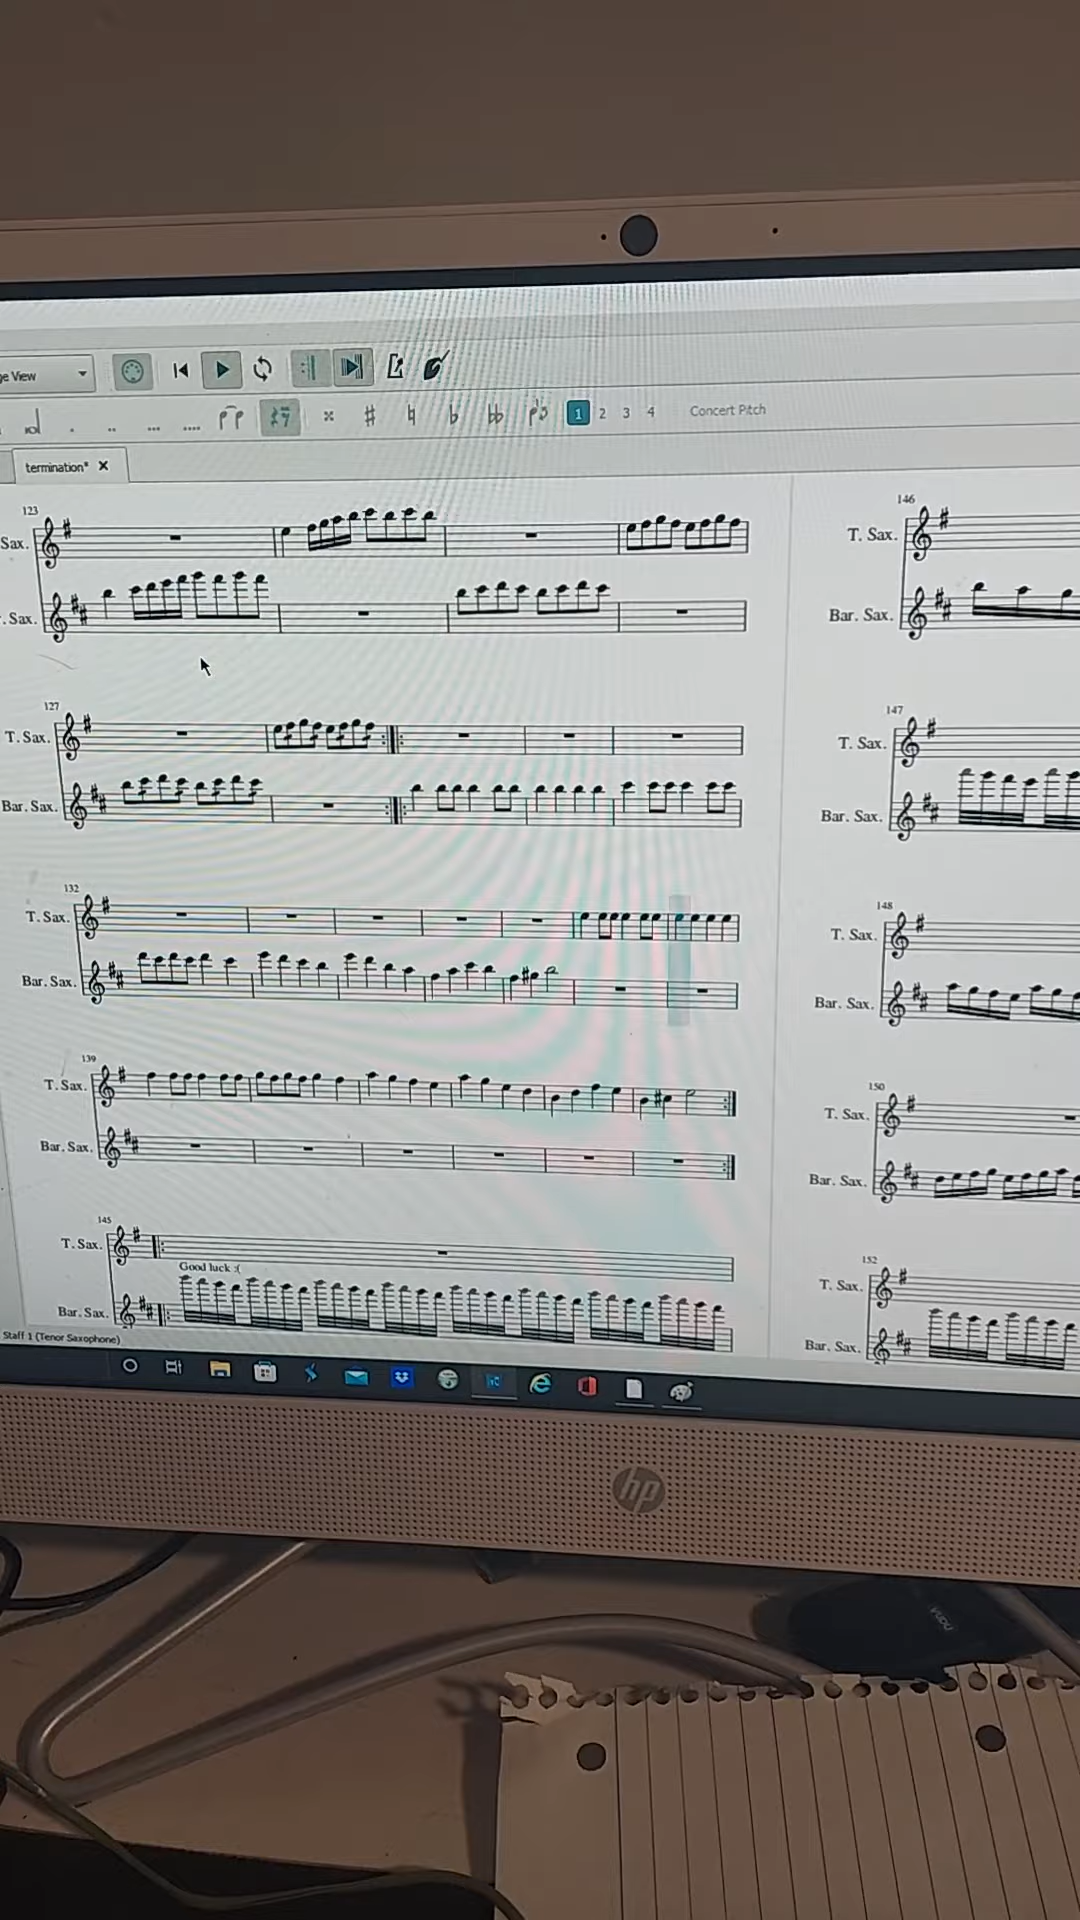 ge View
1 2 3 4 Concert Pitch
termination* ×
123
Sax.
. Sax.
127
T. Sax.
Bar. Sax.
132
T. Sax.
Bar. Sax.
139
T. Sax.
Bar. Sax.
145
T. Sax.
Good luck :(
Bar. Sax.
146
T. Sax.
Bar. Sax.
147
T. Sax.
Bar. Sax.
148
T. Sax.
Bar. Sax.
150
T. Sax.
Bar. Sax.
152
T. Sax.
Bar. Sax.
Staff 1 (Tenor Saxophone)
hp